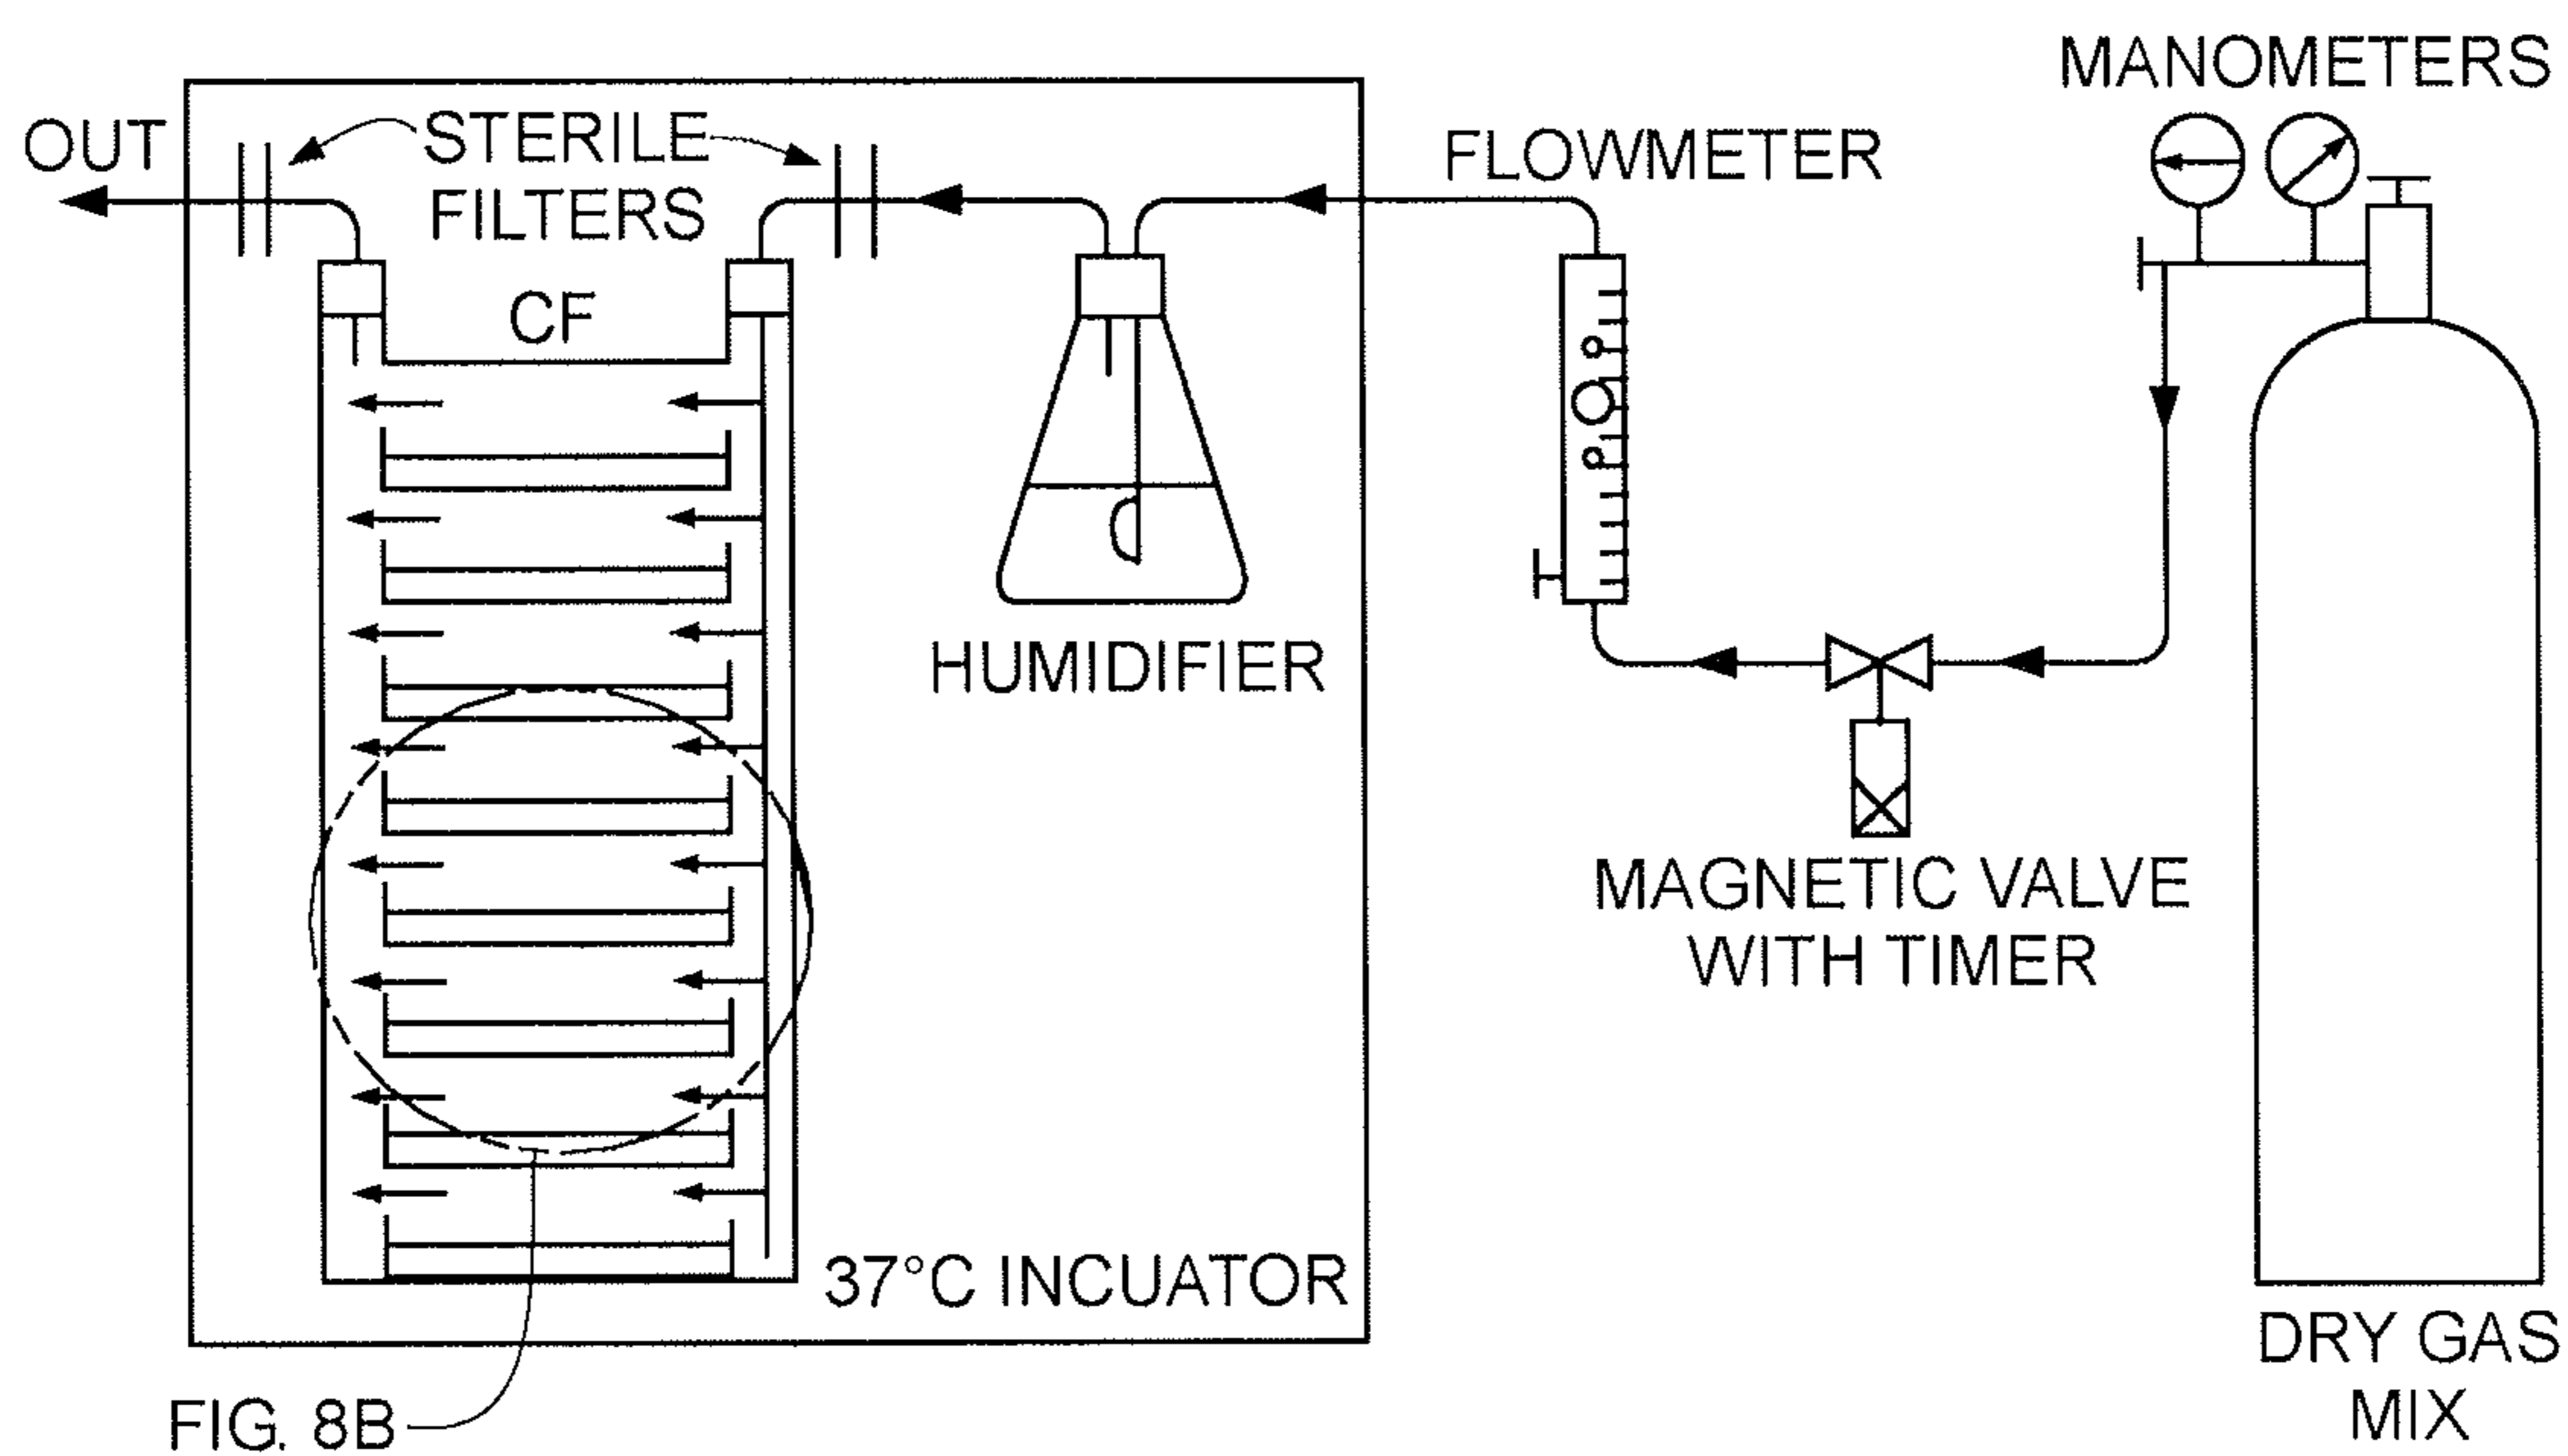 OUT
STERILE
FILTERS
CF
HUMIDIFIER
37°C INCUATOR
FIG. 8B
FLOWMETER
MANOMETERS
MAGNETIC VALVE
WITH TIMER
DRY GAS
MIX